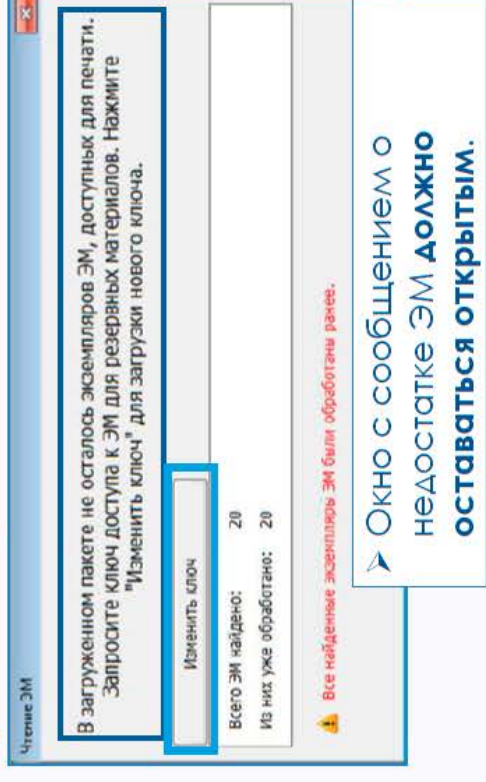 Чтение ЭМ
В загруженном пакете не осталось экземпляров ЭМ, доступных для печати.
Запросите ключ доступа к ЭМ для резервных материалов. Нажмите
"Изменить ключ" для загрузки нового ключа.
Изменить ключ
Всего ЭМ найдено: 20
Из них уже обработано: 20
Все найденные экземпляры ЭМ были обработаны ранее.
Окно с сообщением о
недостатке ЭМ должно
оставаться открытым.